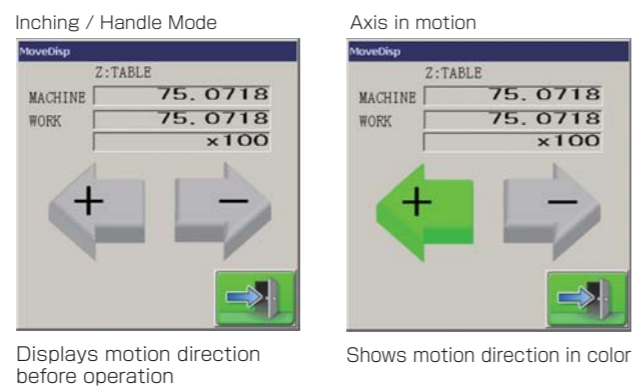 Inching / Handle Mode
MoveDisp
Z:TABLE
MACHINE 75.0718
WORK 75.0718
×100
+ −
Displays motion direction
before operation
Axis in motion
MoveDisp
Z:TABLE
MACHINE 75.0718
WORK 75.0718
×100
+ −
Shows motion direction in color